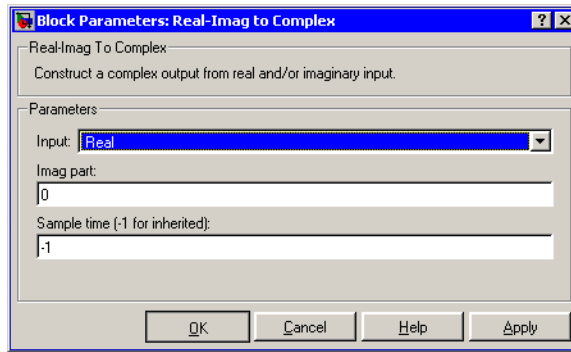 Block Parameters: Real-Imag to Complex
Real-Imag To Complex
Construct a complex output from real and/or imaginary input.
Parameters
Input: Real
Imag part:
0
Sample time (-1 for inherited):
-1
OK Cancel Help Apply